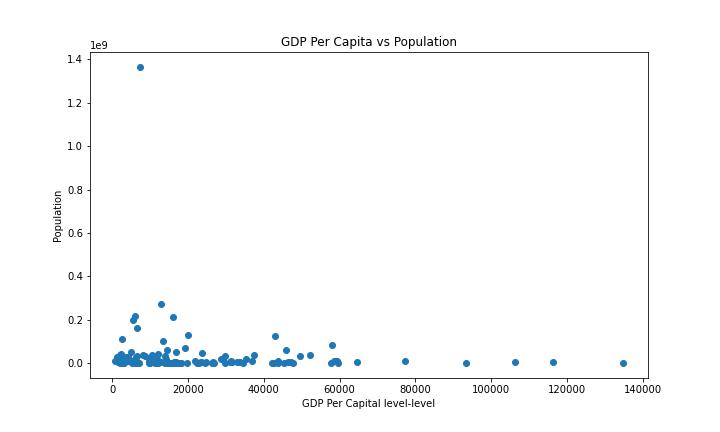 GDP Per Capita vs Population
1e9
1.4
1.2
1.0
0.8
0.6
0.4
0.2
0.0
Population
0 20000 40000 60000 80000 100000 120000 140000
GDP Per Capital level-level